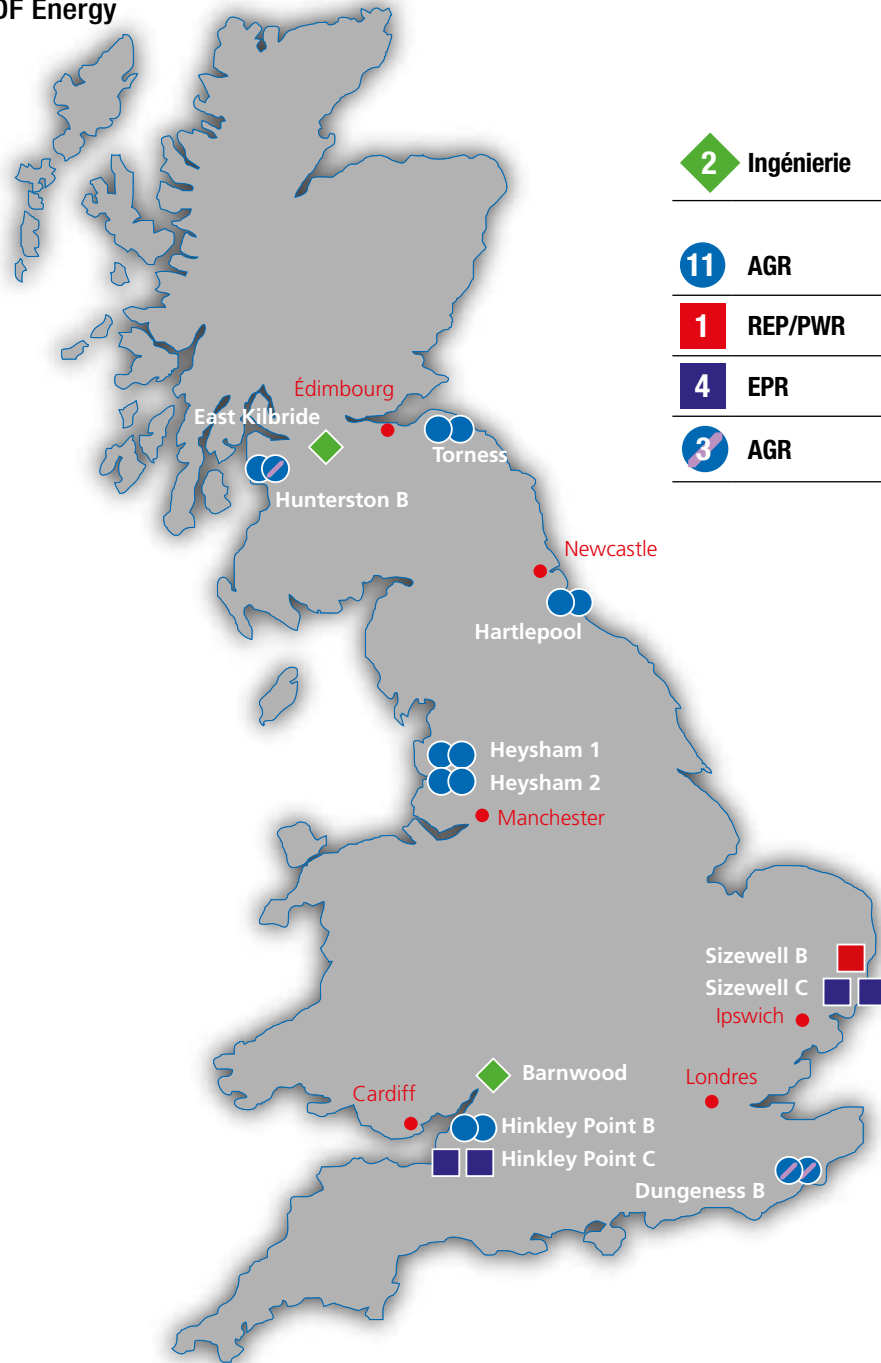 DF Energy
2 Ingénierie
11 AGR
1 REP/PWR
4 EPR
3 AGR
Édimbourg
East Kilbride
Torness
Hunterston B
Newcastle
Hartlepool
Heysham 1
Heysham 2
Manchester
Sizewell B
Sizewell C
Ipswich
Barnwood
Londres
Cardiff
Hinkley Point B
Hinkley Point C
Dungeness B